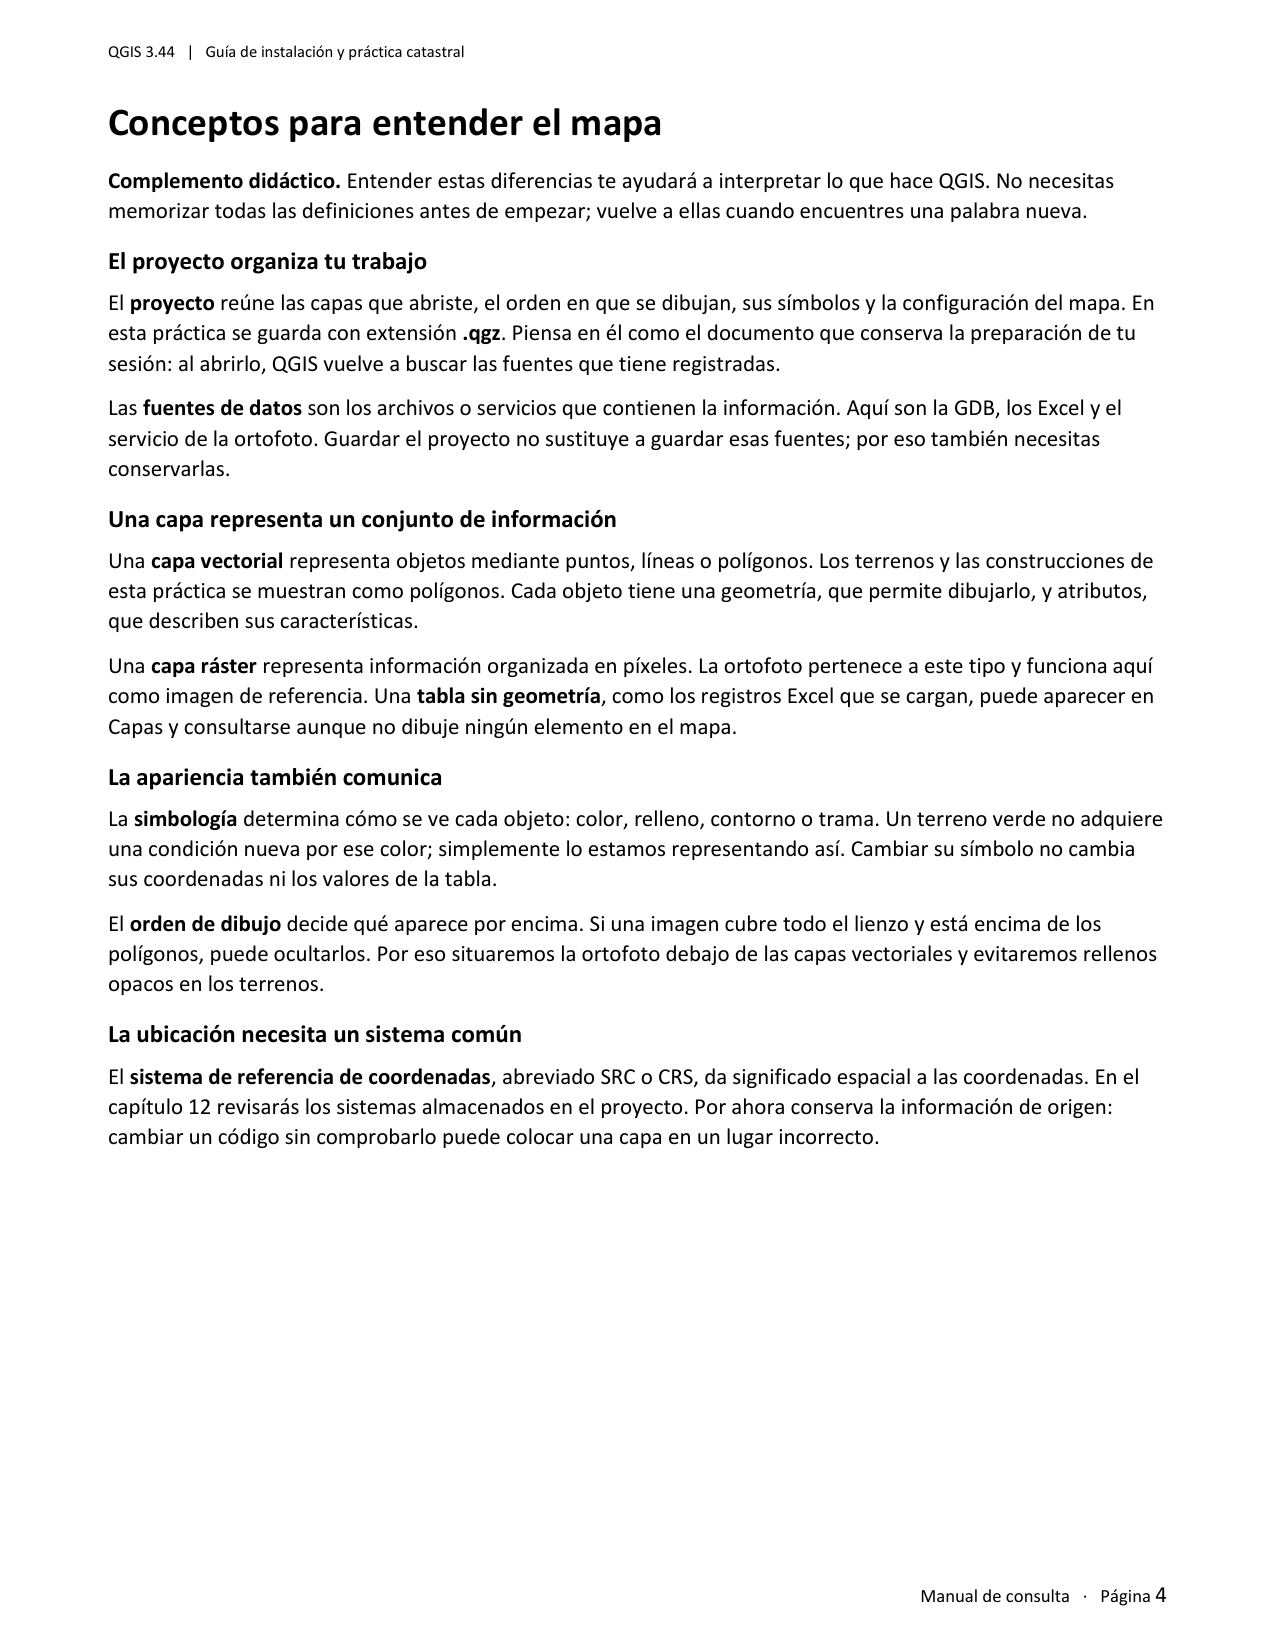 QGIS 3.44 | Guía de instalación y práctica catastral
Conceptos para entender el mapa
Complemento didáctico. Entender estas diferencias te ayudará a interpretar lo que hace QGIS. No necesitas
memorizar todas las definiciones antes de empezar; vuelve a ellas cuando encuentres una palabra nueva.
El proyecto organiza tu trabajo
El proyecto reúne las capas que abriste, el orden en que se dibujan, sus símbolos y la configuración del mapa. En
esta práctica se guarda con extensión .qgz. Piensa en él como el documento que conserva la preparación de tu
sesión: al abrirlo, QGIS vuelve a buscar las fuentes que tiene registradas.
Las fuentes de datos son los archivos o servicios que contienen la información. Aquí son la GDB, los Excel y el
servicio de la ortofoto. Guardar el proyecto no sustituye a guardar esas fuentes; por eso también necesitas
conservarlas.
Una capa representa un conjunto de información
Una capa vectorial representa objetos mediante puntos, líneas o polígonos. Los terrenos y las construcciones de
esta práctica se muestran como polígonos. Cada objeto tiene una geometría, que permite dibujarlo, y atributos,
que describen sus características.
Una capa ráster representa información organizada en píxeles. La ortofoto pertenece a este tipo y funciona aquí
como imagen de referencia. Una tabla sin geometría, como los registros Excel que se cargan, puede aparecer en
Capas y consultarse aunque no dibuje ningún elemento en el mapa.
La apariencia también comunica
La simbología determina cómo se ve cada objeto: color, relleno, contorno o trama. Un terreno verde no adquiere
una condición nueva por ese color; simplemente lo estamos representando así. Cambiar su símbolo no cambia
sus coordenadas ni los valores de la tabla.
El orden de dibujo decide qué aparece por encima. Si una imagen cubre todo el lienzo y está encima de los
polígonos, puede ocultarlos. Por eso situaremos la ortofoto debajo de las capas vectoriales y evitaremos rellenos
opacos en los terrenos.
La ubicación necesita un sistema común
El sistema de referencia de coordenadas, abreviado SRC o CRS, da significado espacial a las coordenadas. En el
capítulo 12 revisarás los sistemas almacenados en el proyecto. Por ahora conserva la información de origen:
cambiar un código sin comprobarlo puede colocar una capa en un lugar incorrecto.
Manual de consulta · Página 4